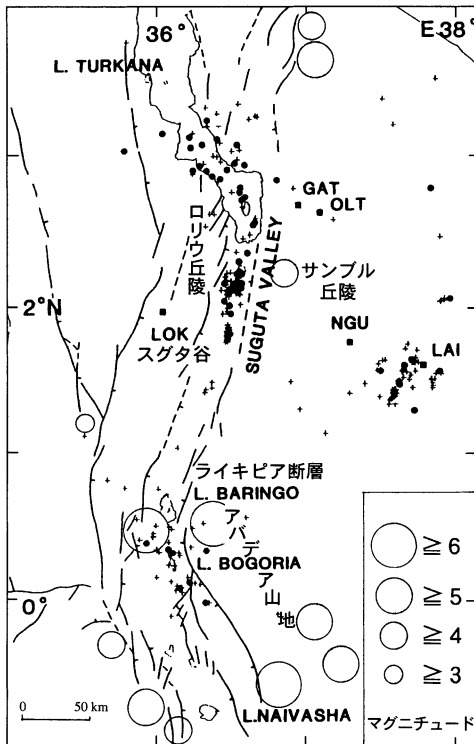 36°
E 38°
L. TURKANA
GAT
OLT
ロリウ丘陵
SUGUTA VALLEY
サンブル
丘陵
2°N
LOK
スグタ谷
NGU
LAI
ライキピア断層
L. BARINGO
アバデア山地
L. BOGORIA
0°
L.NAIVASHA
0 50 km
≧6
≧5
≧4
≧3
マグニチュード